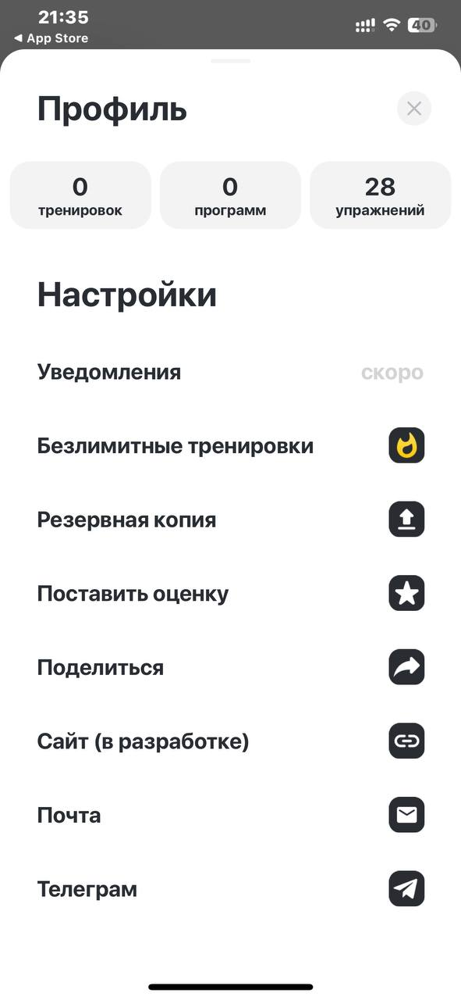 21:35
40
◀ App Store
Профиль
0
тренировок
0
программ
28
упражнений
Настройки
Уведомления
скоро
Безлимитные тренировки
Резервная копия
Поставить оценку
Поделиться
Сайт (в разработке)
Почта
Телеграм